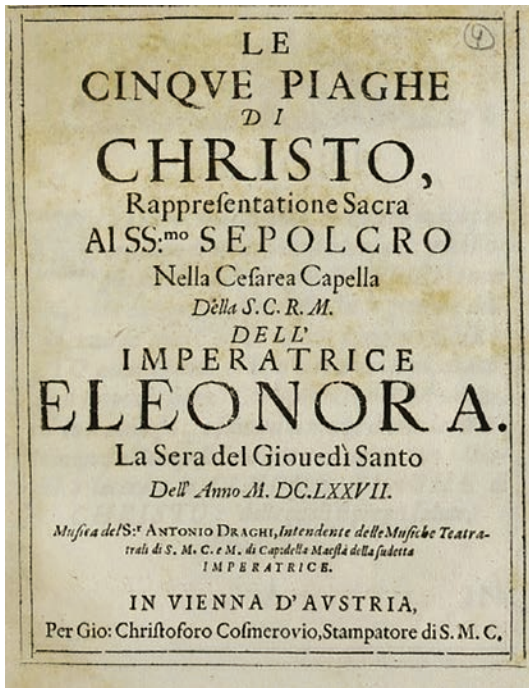 4
LE
CINQVE PIAGHE
DI
CHRISTO,
Rappreſentatione Sacra
Al SS:mo SEPOLCRO
Nella Ceſarea Capella
Della S. C. R. M.
DELL'
IMPERATRICE
ELEONORA.
La Sera del Giouedì Santo
Dell' Anno M. DC.LXXVII.
Muſica del S:r ANTONIO DRAGHI, Intendente delle Muſiche Teatra-
trali di S. M. C. e M. di Cap: della Maeſtà della ſudetta
IMPERATRICE.
IN VIENNA D'AVSTRIA,
Per Gio: Chriſtoforo Coſmerovio, Stampatore di S. M. C.